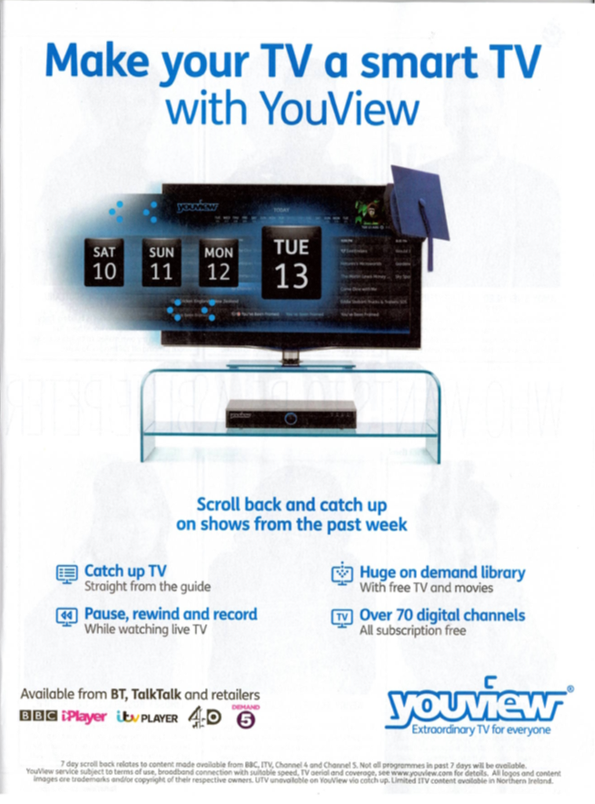 Make your TV a smart TV
with YouView
youview
TODAY
SAT
10
SUN
11
MON
12
TUE
13
You've Been Framed
youview
Scroll back and catch up
on shows from the past week
Catch up TV
Straight from the guide
Huge on demand library
With free TV and movies
Pause, rewind and record
While watching live TV
TV
Over 70 digital channels
All subscription free
Available from BT, TalkTalk and retailers
BBC iPlayer itv PLAYER 4oD DEMAND 5
youview®
Extraordinary TV for everyone
7 day scroll back relates to content made available from BBC, ITV, Channel 4 and Channel 5. Not all programmes in past 7 days will be available.
YouView service subject to terms of use, broadband connection with suitable speed, TV aerial and coverage, see www.youview.com for details. All logos and content
images are trademarks and/or copyright of their respective owners. UTV unavailable on YouView via catch up. Limited ITV content available in Northern Ireland.